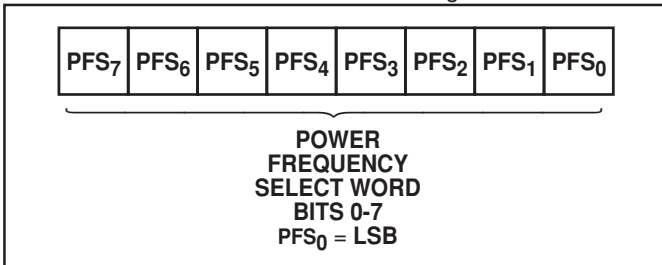 PFS7 PFS6 PFS5 PFS4 PFS3 PFS2 PFS1 PFS0
POWER
FREQUENCY
SELECT WORD
BITS 0-7
PFS0 = LSB